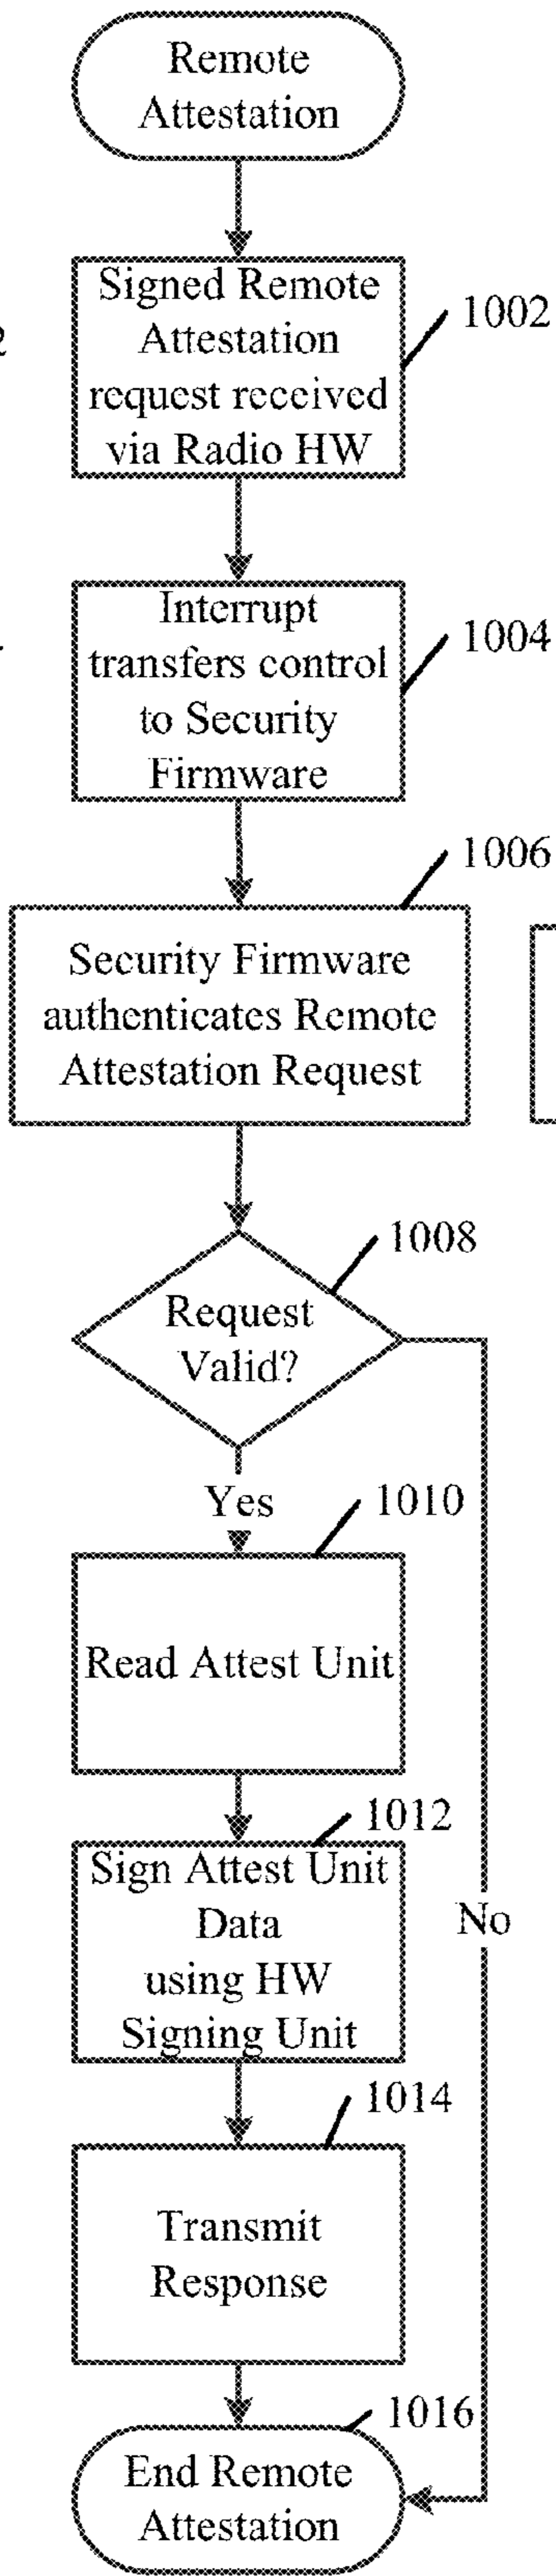 Remote
Attestation
Signed Remote
Attestation
request received
via Radio HW
1002
Interrupt
transfers control
to Security
Firmware
1004
1006
Security Firmware
authenticates Remote
Attestation Request
1008
Request
Valid?
Yes
1010
Read Attest Unit
1012
Sign Attest Unit
Data
using HW
Signing Unit
No
1014
Transmit
Response
1016
End Remote
Attestation